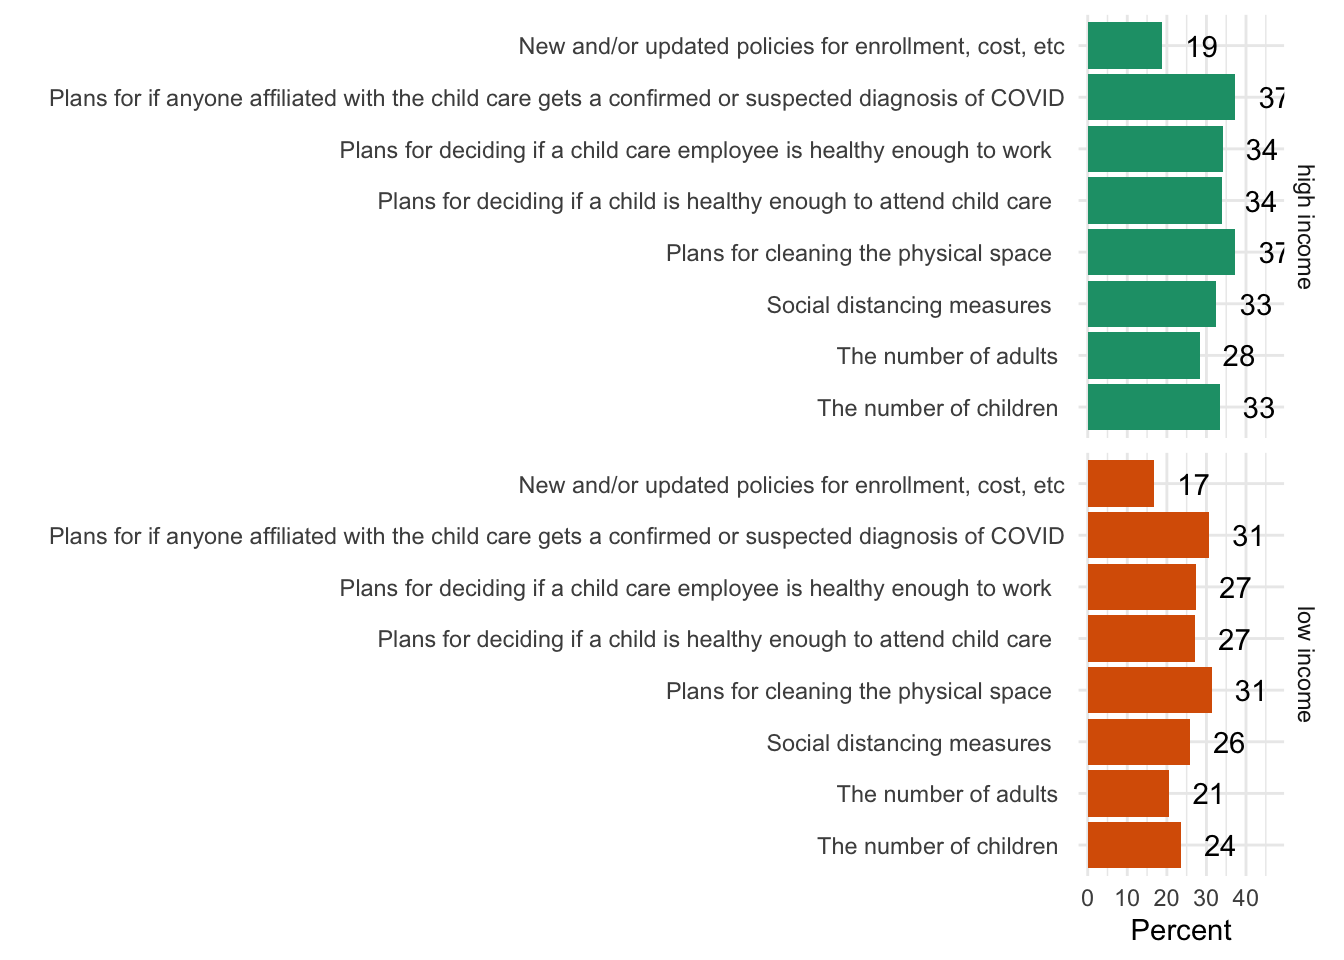 New and/or updated policies for enrollment, cost, etc 19
Plans for if anyone affiliated with the child care gets a confirmed or suspected diagnosis of COVID 37
Plans for deciding if a child care employee is healthy enough to work 34
Plans for deciding if a child is healthy enough to attend child care 34
Plans for cleaning the physical space 37
Social distancing measures 33
The number of adults 28
The number of children 33
high income
New and/or updated policies for enrollment, cost, etc 17
Plans for if anyone affiliated with the child care gets a confirmed or suspected diagnosis of COVID 31
Plans for deciding if a child care employee is healthy enough to work 27
Plans for deciding if a child is healthy enough to attend child care 27
Plans for cleaning the physical space 31
Social distancing measures 26
The number of adults 21
The number of children 24
low income
0 10 20 30 40
Percent